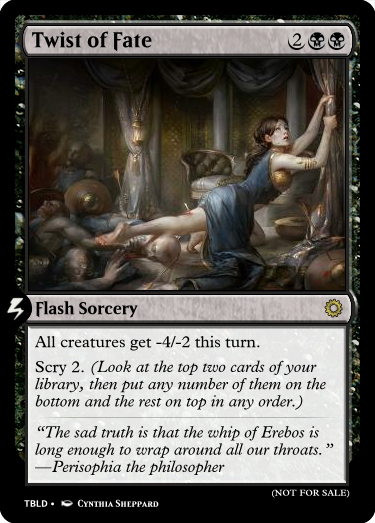 Twist of Fate 2
Flash Sorcery
All creatures get -4/-2 this turn.
Scry 2. (Look at the top two cards of your
library, then put any number of them on the
bottom and the rest on top in any order.)
“The sad truth is that the whip of Erebos is
long enough to wrap around all our throats.”
—Perisophia the philosopher
(NOT FOR SALE)
TBLD • Cynthia Sheppard